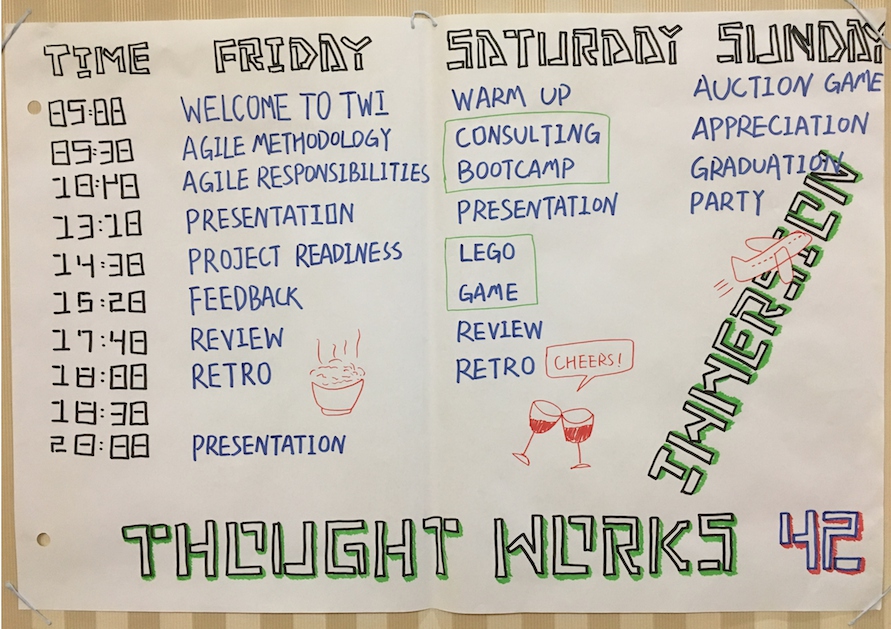 TIME FRIDAY SATURDAY SUNDAY
09:00 WELCOME TO TWI WARM UP AUCTION GAME
09:30 AGILE METHODOLOGY CONSULTING APPRECIATION
10:40 AGILE RESPONSIBILITIES BOOTCAMP GRADUATION
13:10 PRESENTATION PRESENTATION PARTY
14:30 PROJECT READINESS LEGO
15:20 FEEDBACK GAME
17:40 REVIEW REVIEW
18:00 RETRO RETRO CHEERS!
18:30
20:00 PRESENTATION
IMMERSION
THOUGHT WORKS 42